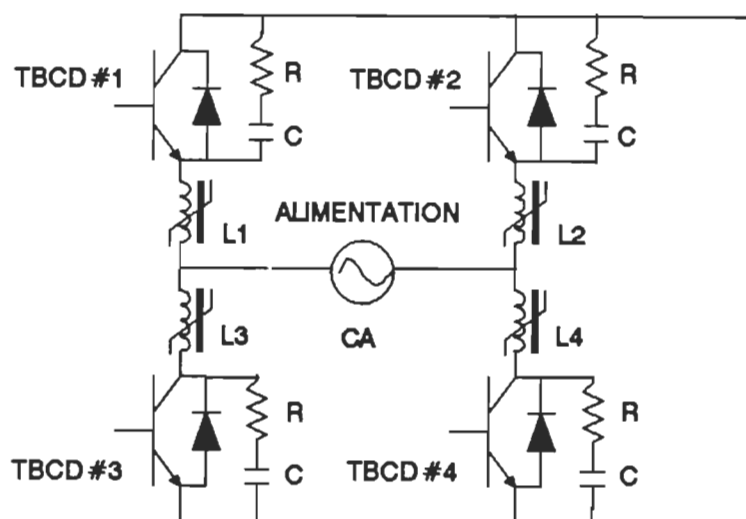 TBCD #1
R
C
TBCD #2
R
C
L1
ALIMENTATION
L2
L3
CA
L4
TBCD #3
R
C
TBCD #4
R
C